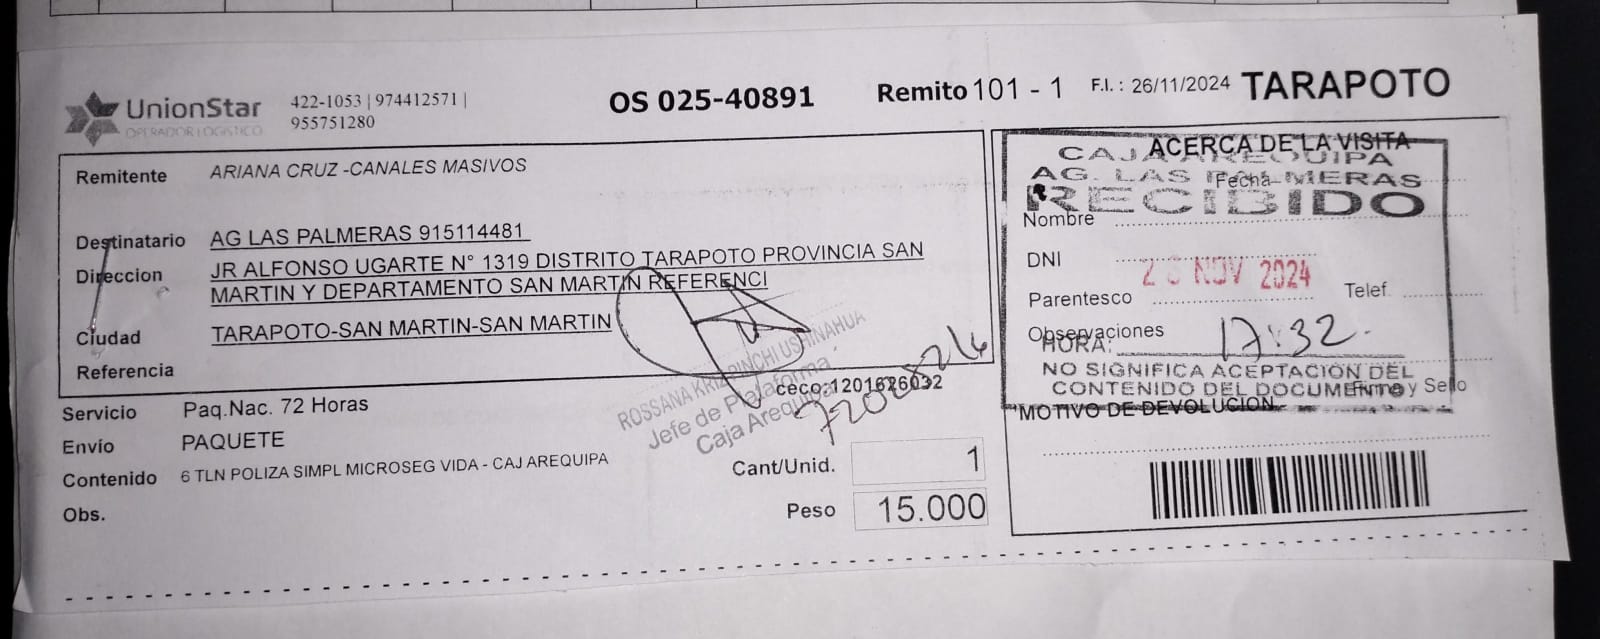 UnionStar
OPERADOR LOGISTICO
422-1053 | 974412571 |
955751280
OS 025-40891
Remito 101 - 1
F.I. : 26/11/2024
TARAPOTO
Remitente ARIANA CRUZ -CANALES MASIVOS
Destinatario AG LAS PALMERAS 915114481
Direccion JR ALFONSO UGARTE N° 1319 DISTRITO TARAPOTO PROVINCIA SAN
MARTIN Y DEPARTAMENTO SAN MARTIN REFERENCI
Ciudad TARAPOTO-SAN MARTIN-SAN MARTIN
Referencia
ceco:1201626032
Servicio Paq.Nac. 72 Horas
Envío PAQUETE
Contenido 6 TLN POLIZA SIMPL MICROSEG VIDA - CAJ AREQUIPA
Obs.
Cant/Unid. 1
Peso 15.000
Jefe de Plataforma
Caja Arequipa
ACERCA DE LA VISITA
CAJA AREQUIPA
Fecha
AG. LAS PALMERAS
RECIBIDO
Nombre
DNI
NOV 2024
Parentesco
Telef
Observaciones
HORA: 17:32
NO SIGNIFICA ACEPTACION DEL
CONTENIDO DEL DOCUMENTO
Firma y Sello
MOTIVO DE DEVOLUCION